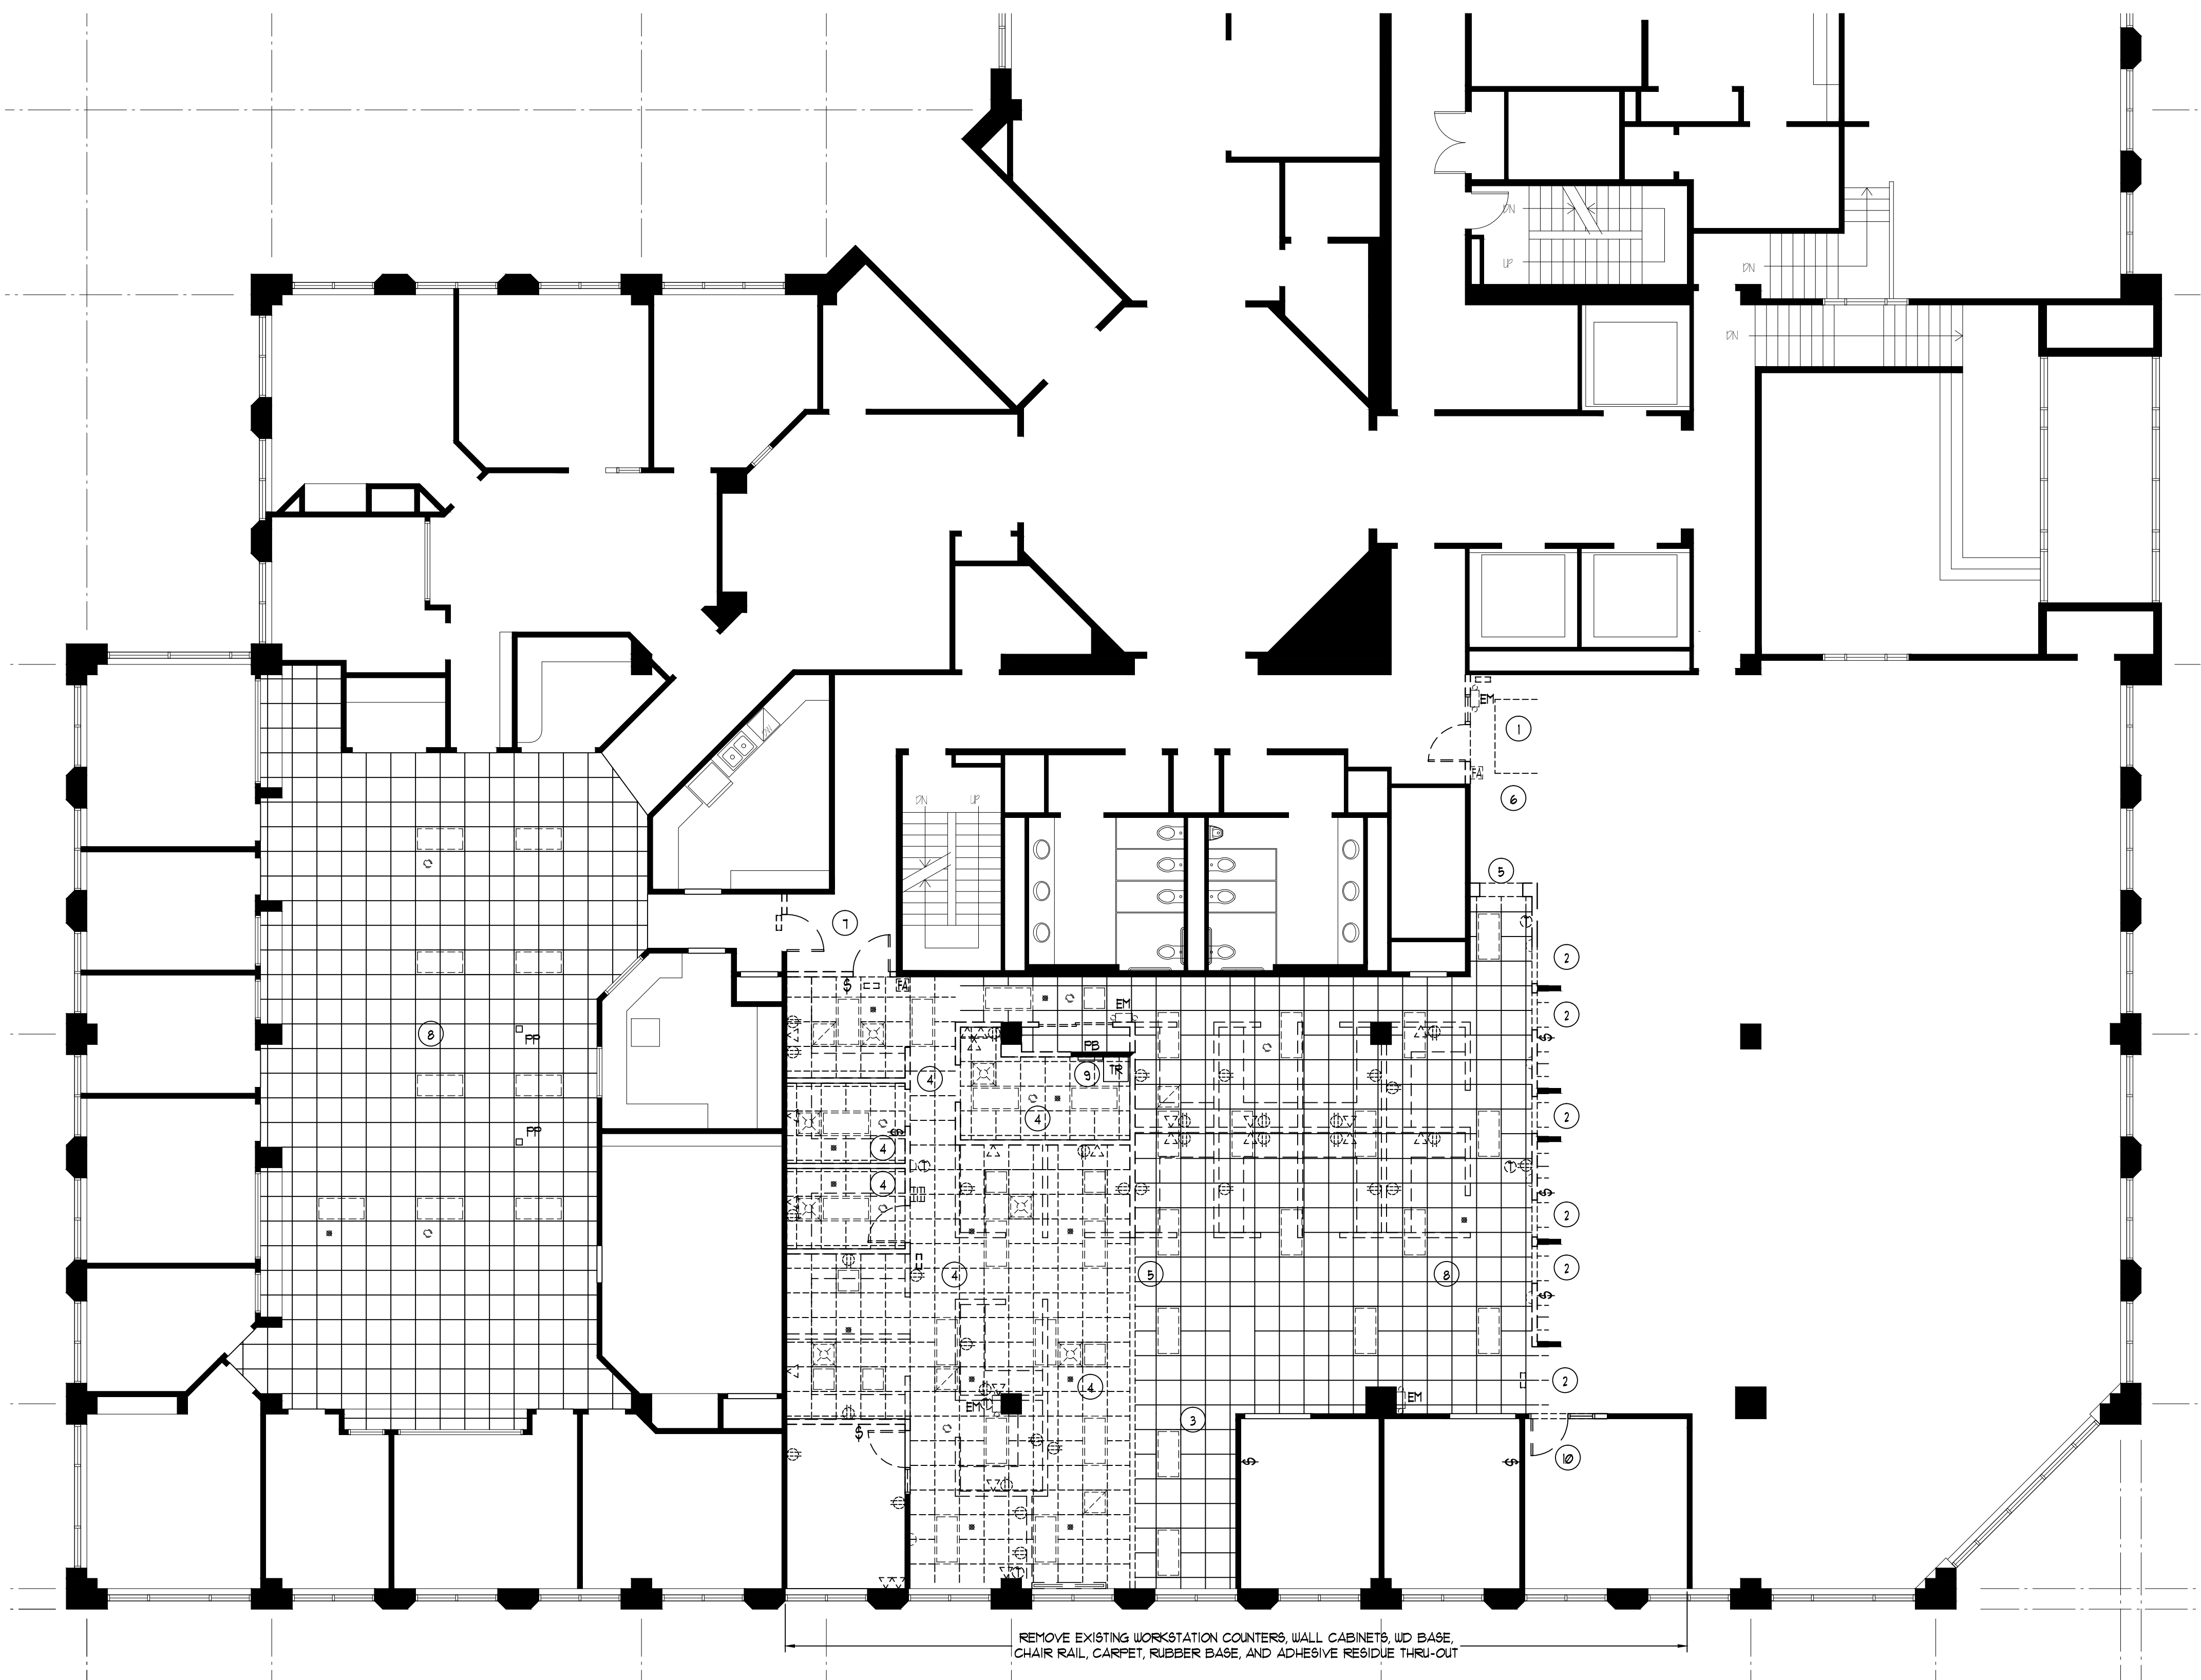 DN
UP
DN
DN
EM
1
DW
FA
6
DN
UP
5
7
2
$
FA
EM
2
8
PP
PB
$
4
9
TR
2
4
PP
$
4
4
$
2
4
5
8
2
$
2
4
EM
EM
3
$
10
$
$
REMOVE EXISTING WORKSTATION COUNTERS, WALL CABINETS, WD BASE,
CHAIR RAIL, CARPET, RUBBER BASE, AND ADHESIVE RESIDUE THRU-OUT